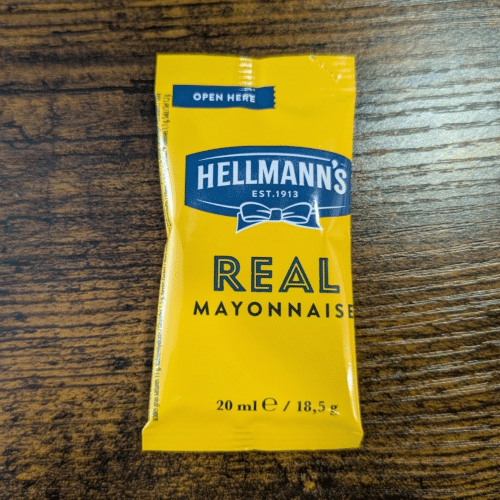 OPEN HERE
HELLMANN'S
EST.1913
REAL
MAYONNAISE
20 ml ℮ / 18,5 g